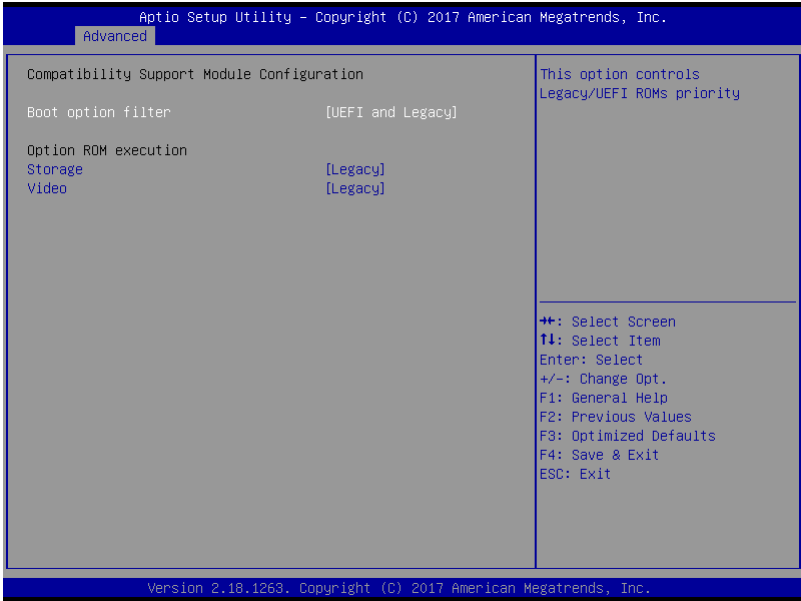 Aptio Setup Utility – Copyright (C) 2017 American Megatrends, Inc.
Advanced
Compatibility Support Module Configuration
Boot option filter [UEFI and Legacy]
Option ROM execution
Storage [Legacy]
Video [Legacy]
This option controls
Legacy/UEFI ROMs priority
→←: Select Screen
↑↓: Select Item
Enter: Select
+/-: Change Opt.
F1: General Help
F2: Previous Values
F3: Optimized Defaults
F4: Save & Exit
ESC: Exit
Version 2.18.1263. Copyright (C) 2017 American Megatrends, Inc.